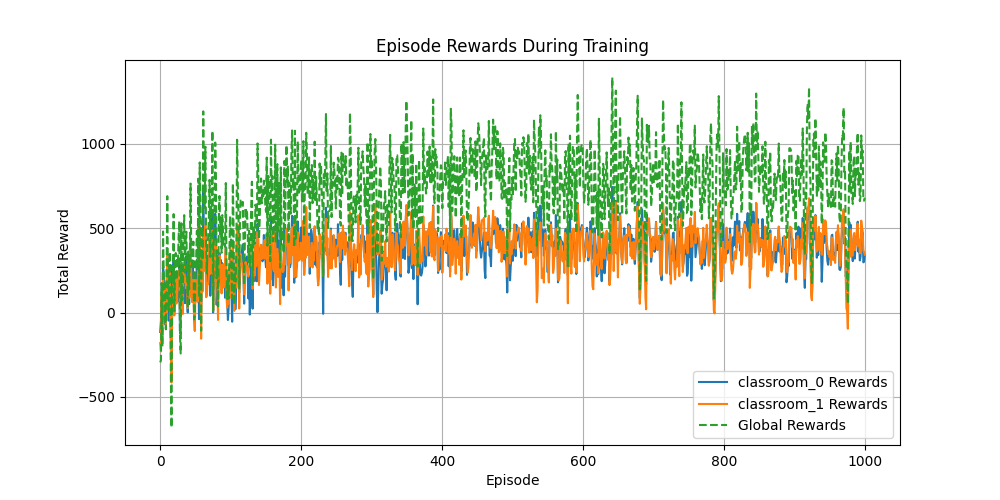 Episode Rewards During Training
Total Reward
1000
500
0
−500
0 200 400 600 800 1000
Episode
classroom_0 Rewards
classroom_1 Rewards
Global Rewards